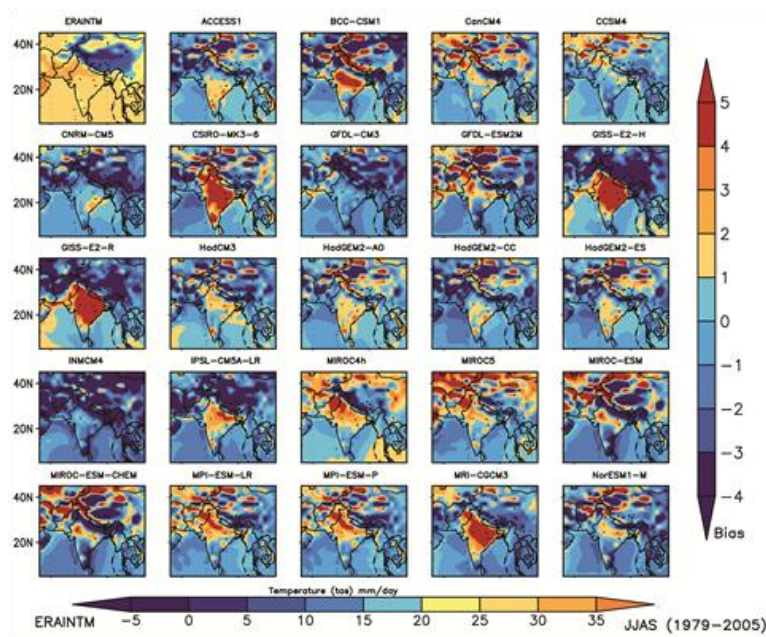 ERAINTM ACCESS1 BCC-CSM1 CanCM4 CCSM4
40N
20N
CNRM-CM5 CSIRO-MK3-6 GFDL-CM3 GFDL-ESM2M GISS-E2-H
40N
20N
GISS-E2-R HadCM3 HadGEM2-AO HadGEM2-CC HadGEM2-ES
40N
20N
INMCM4 IPSL-CM5A-LR MIROC4h MIROC5 MIROC-ESM
40N
20N
MIROC-ESM-CHEM MPI-ESM-LR MPI-ESM-P MRI-CGCM3 NorESM1-M
40N
20N
5
4
3
2
1
0
-1
-2
-3
-4
Bias
Temperature (tas) mm/day
ERAINTM -5 0 5 10 15 20 25 30 35 JJAS (1979-2005)